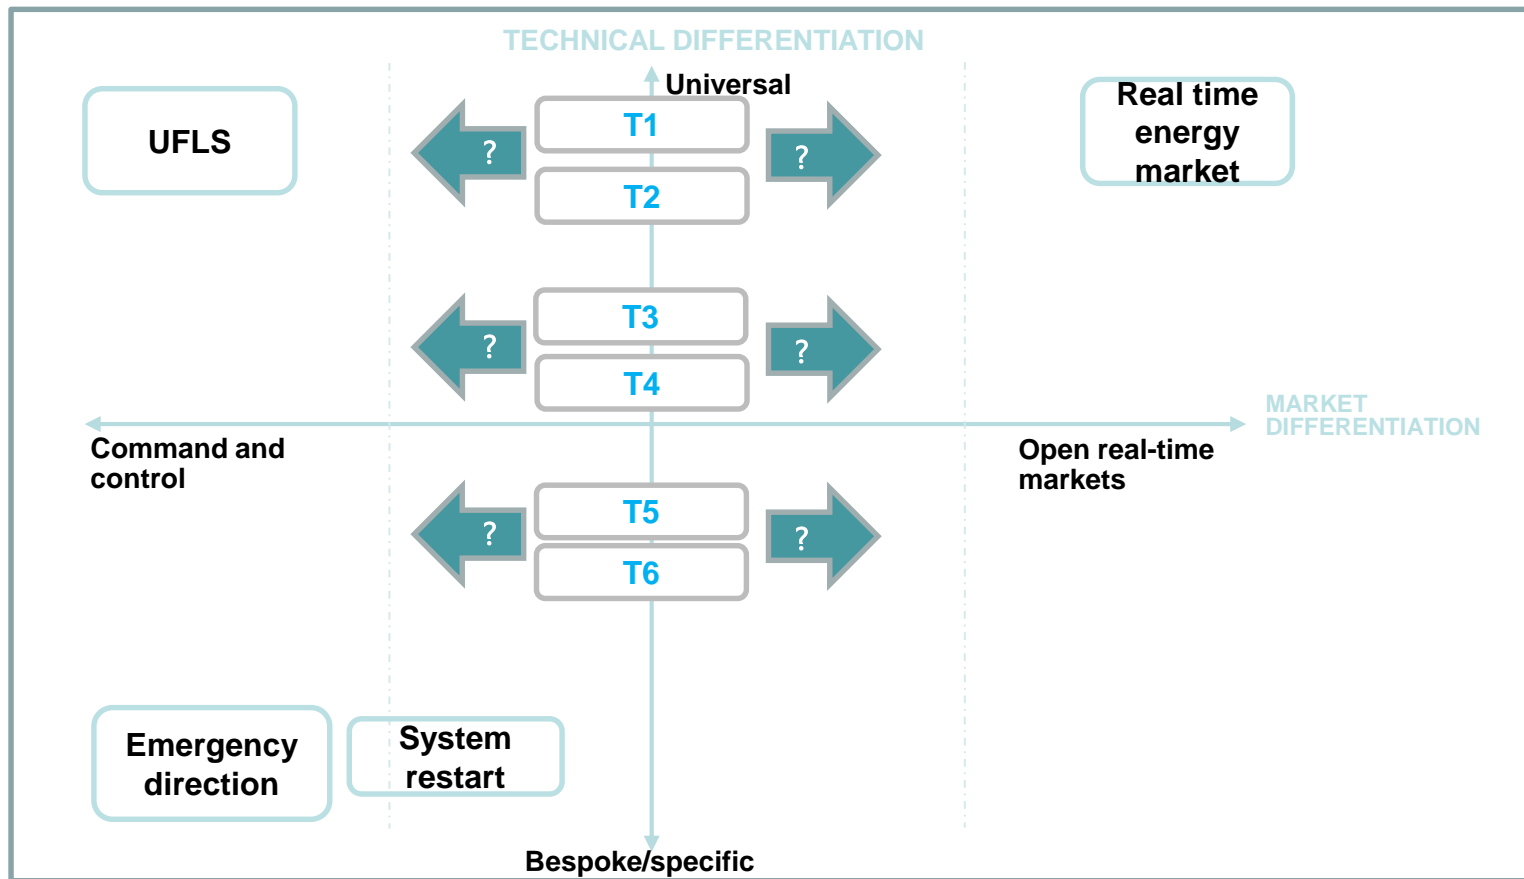 TECHNICAL DIFFERENTIATION
Universal
UFLS
T1
Real time
energy
market
?
?
T2
T3
?
?
T4
MARKET
DIFFERENTIATION
Command and
control
Open real-time
markets
T5
?
?
T6
Emergency
direction
System
restart
Bespoke/specific